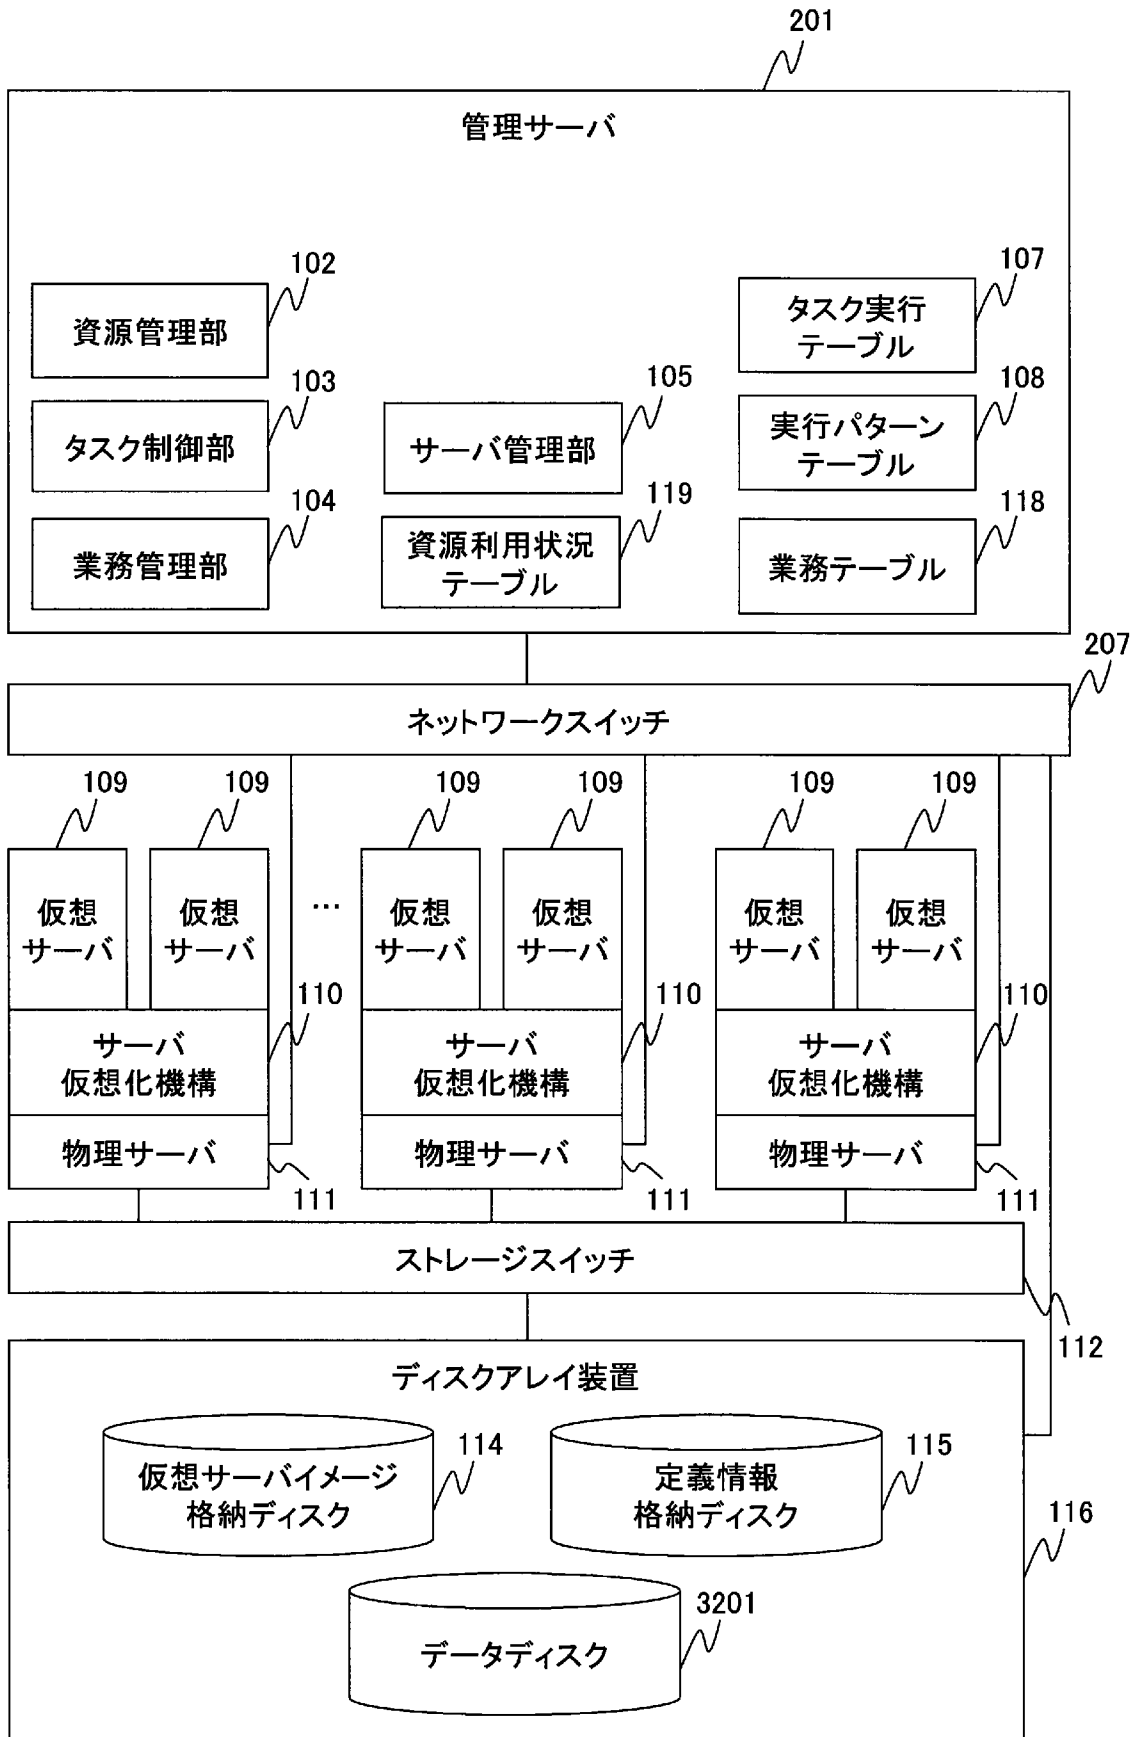 201
管理サーバ
102
資源管理部
107
タスク実行
テーブル
103
タスク制御部
105
サーバ管理部
108
実行パターン
テーブル
104
業務管理部
119
資源利用状況
テーブル
118
業務テーブル
207
ネットワークスイッチ
109
109
109
109
109
109
仮想
サーバ
仮想
サーバ
…
仮想
サーバ
仮想
サーバ
仮想
サーバ
仮想
サーバ
110
サーバ
仮想化機構
110
サーバ
仮想化機構
110
サーバ
仮想化機構
物理サーバ
111
物理サーバ
111
物理サーバ
111
ストレージスイッチ
112
ディスクアレイ装置
仮想サーバイメージ
格納ディスク
114
定義情報
格納ディスク
115
116
データディスク
3201